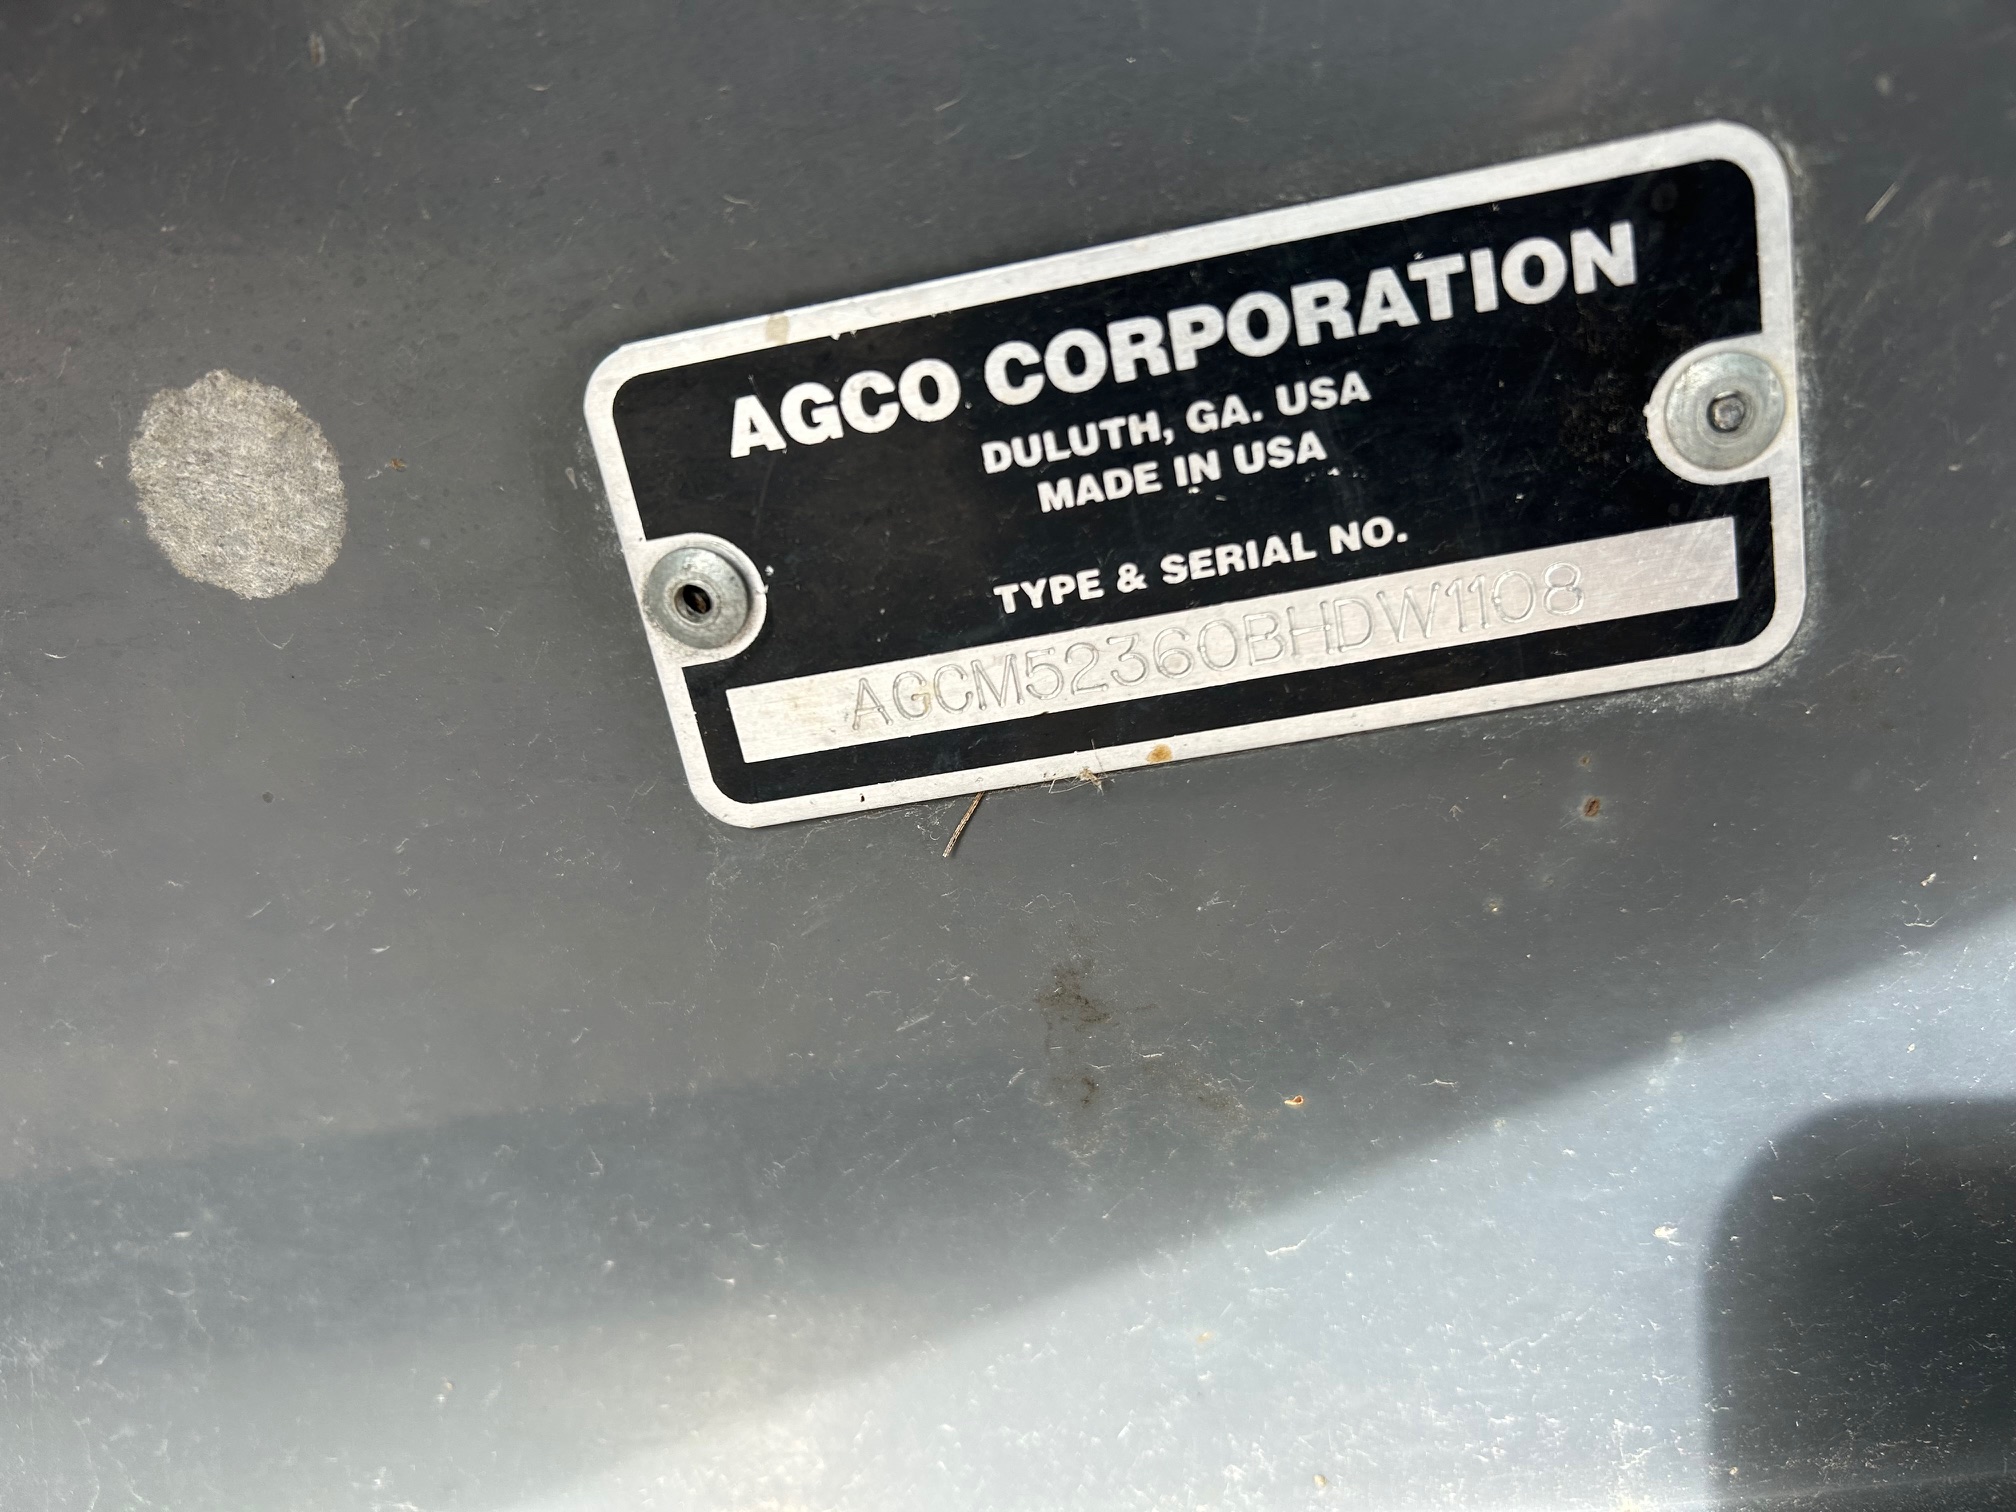 AGCO CORPORATION
DULUTH, GA. USA
MADE IN USA
TYPE & SERIAL NO.
AGCM52360BHDW1108